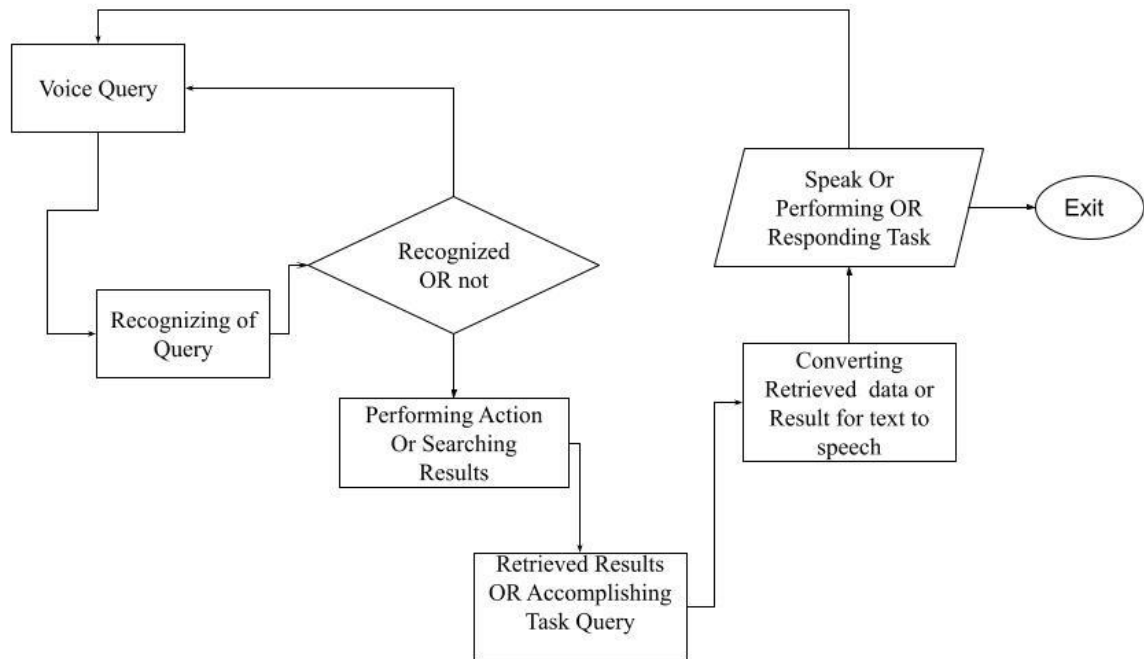 Voice Query
Recognizing of
Query
Recognized
OR not
Performing Action
Or Searching
Results
Retrieved Results
OR Accomplishing
Task Query
Converting
Retrieved data or
Result for text to
speech
Speak Or
Performing OR
Responding Task
Exit